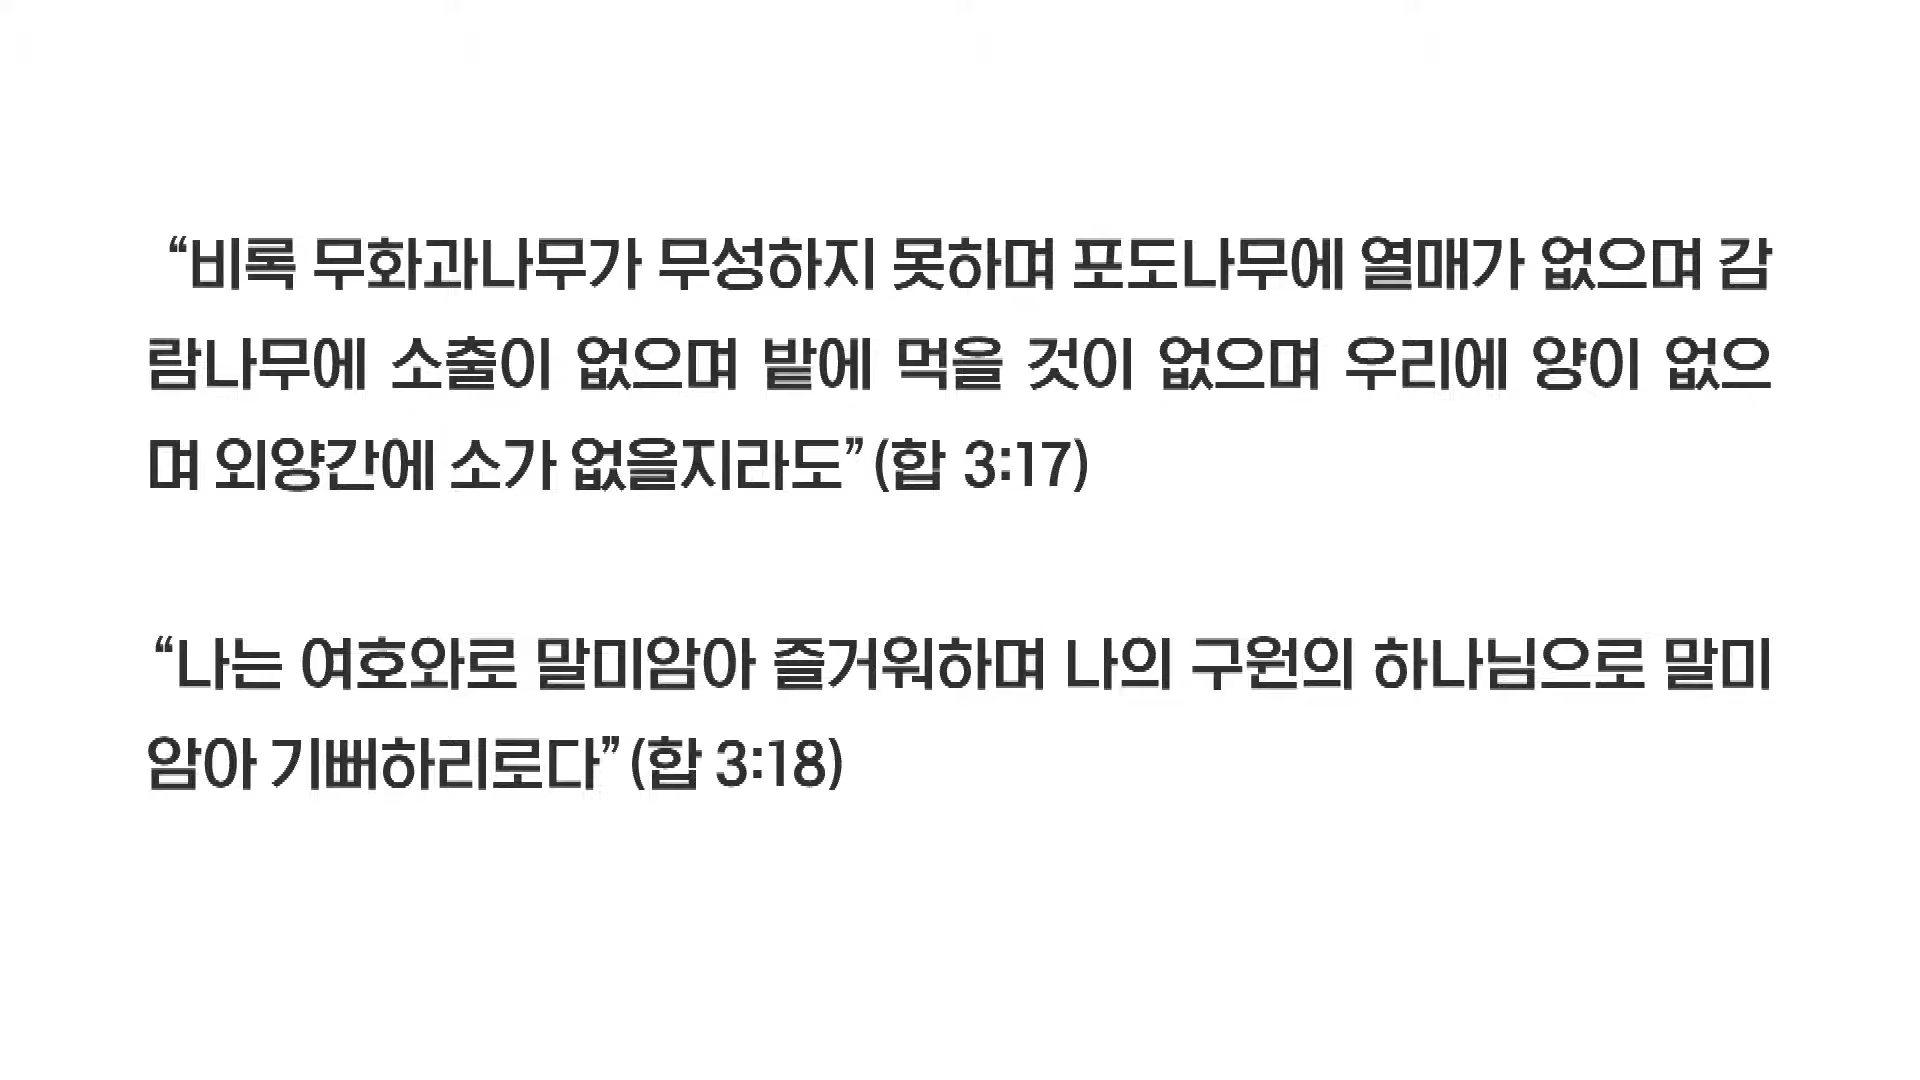 “비록 무화과나무가 무성하지 못하며 포도나무에 열매가 없으며 감
람나무에 소출이 없으며 밭에 먹을 것이 없으며 우리에 양이 없으
며 외양간에 소가 없을지라도”(합 3:17)
“나는 여호와로 말미암아 즐거워하며 나의 구원의 하나님으로 말미
암아 기뻐하리로다”(합 3:18)